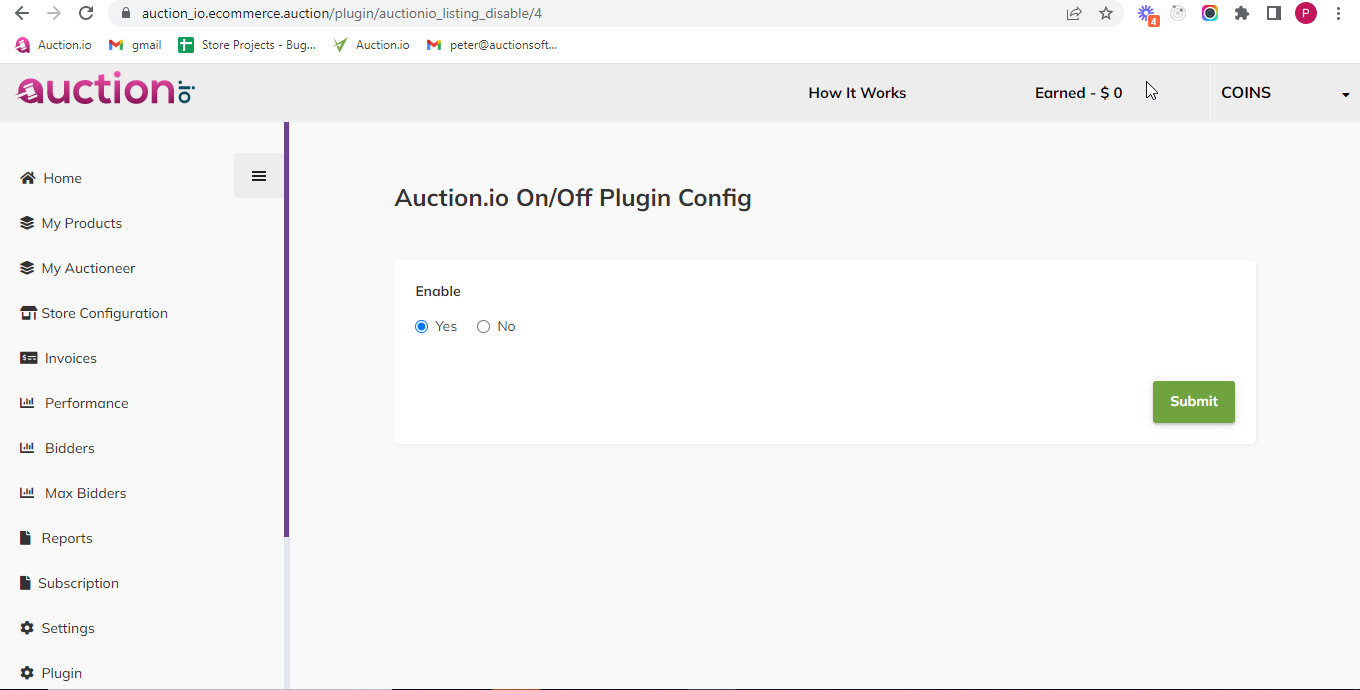 auction_io.ecommerce.auction/plugin/auctionio_listing_disable/4
4
P
Auction.io
gmail
Store Projects - Bug...
Auction.io
peter@auctionsoft...
auction.io
How It Works
Earned - $ 0
COINS
Home
My Products
My Auctioneer
Store Configuration
Invoices
Performance
Bidders
Max Bidders
Reports
Subscription
Settings
Plugin
Auction.io On/Off Plugin Config
Enable
Yes
No
Submit